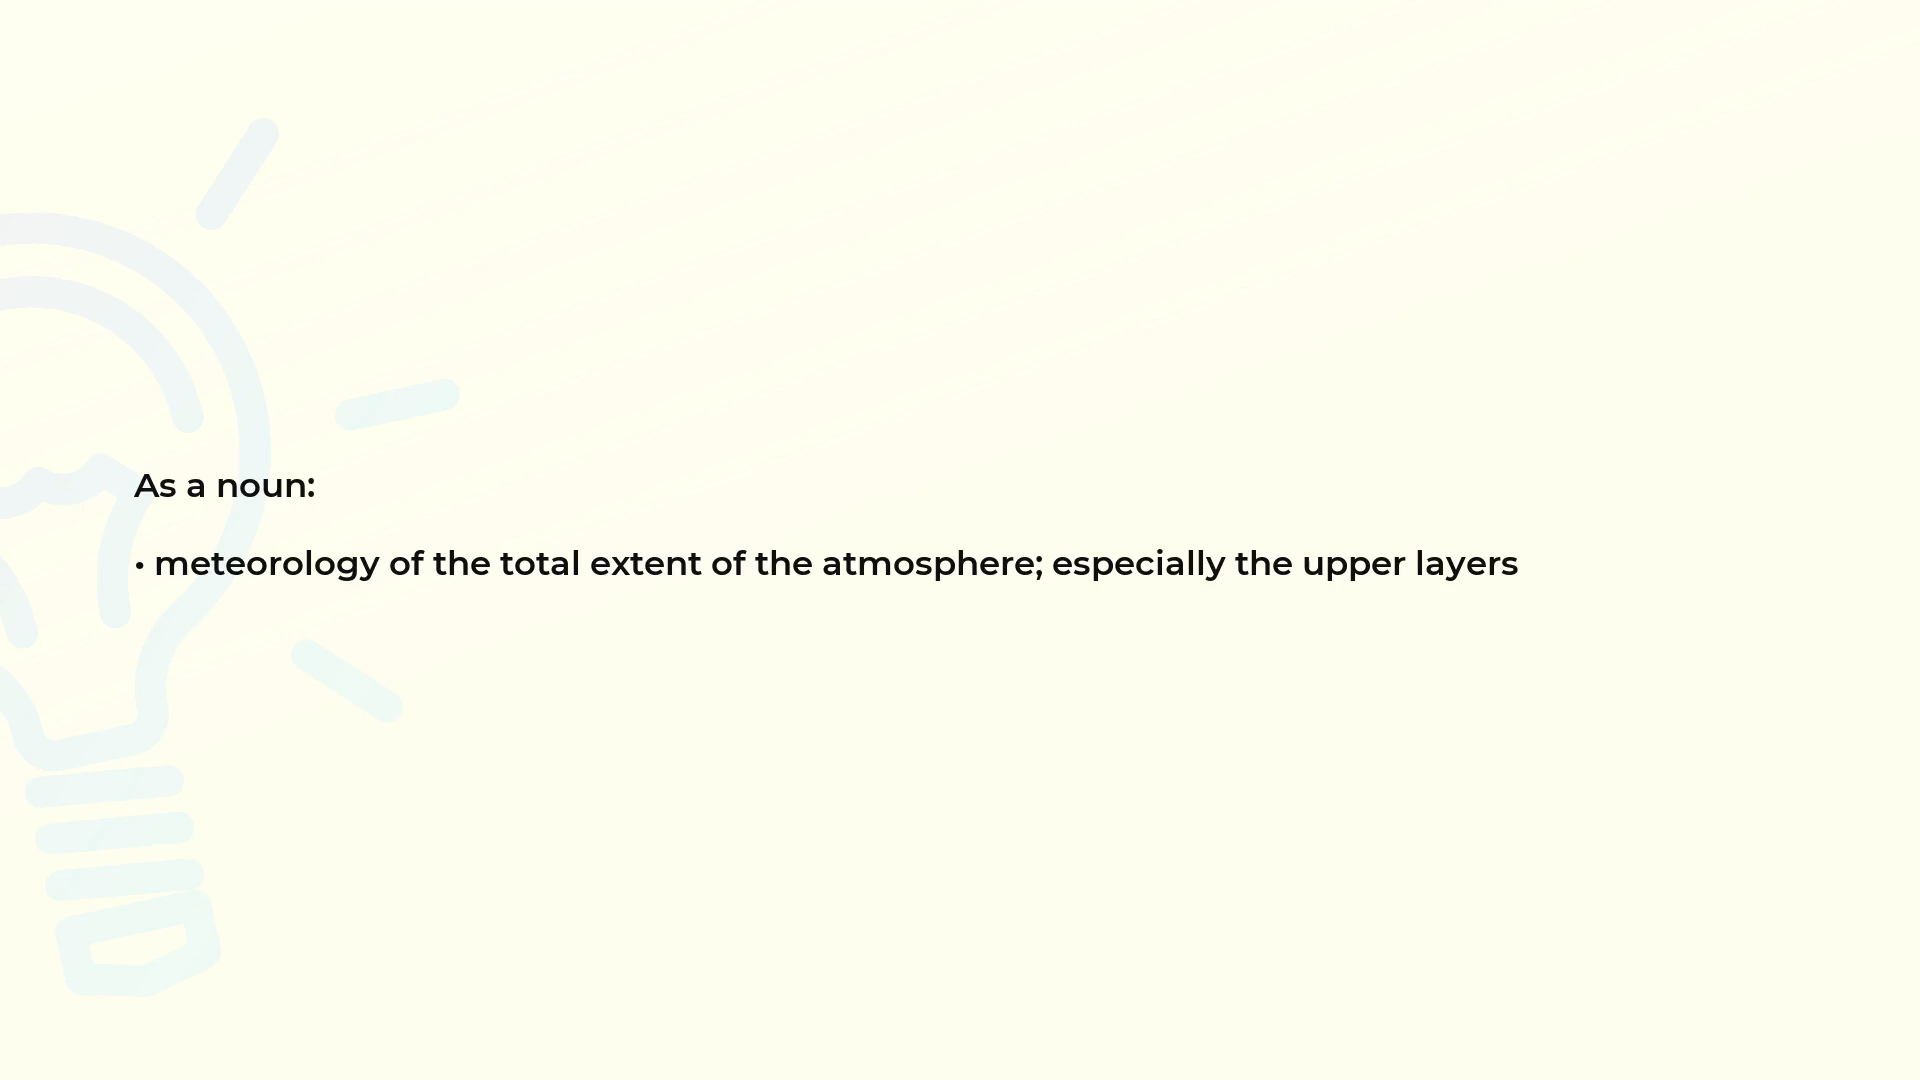 As a noun:
• meteorology of the total extent of the atmosphere; especially the upper layers